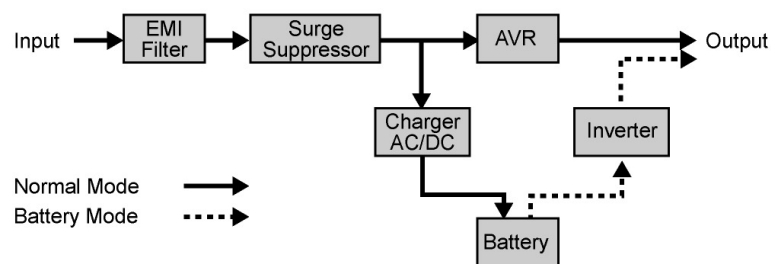 Input
EMI
Filter
Surge
Suppressor
AVR
Output
Charger
AC/DC
Inverter
Normal Mode
Battery Mode
Battery